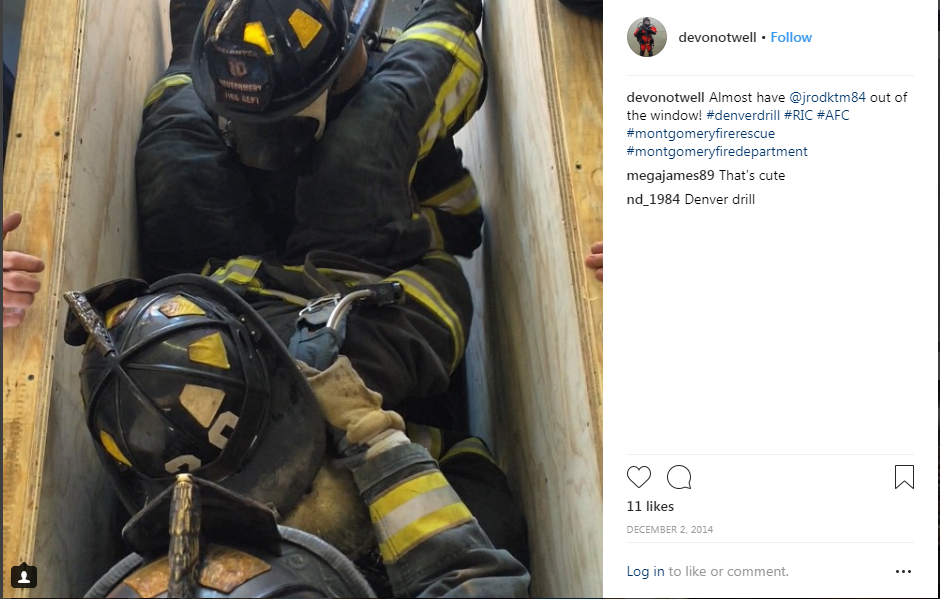 10
MONTGOMERY
FIRE DEPT
devonotwell • Follow
devonotwell Almost have @jrodktm84 out of
the window! #denverdrill #RIC #AFC
#montgomeryfirerescue
#montgomeryfiredepartment
megajames89 That's cute
nd_1984 Denver drill
11 likes
DECEMBER 2, 2014
Log in to like or comment.